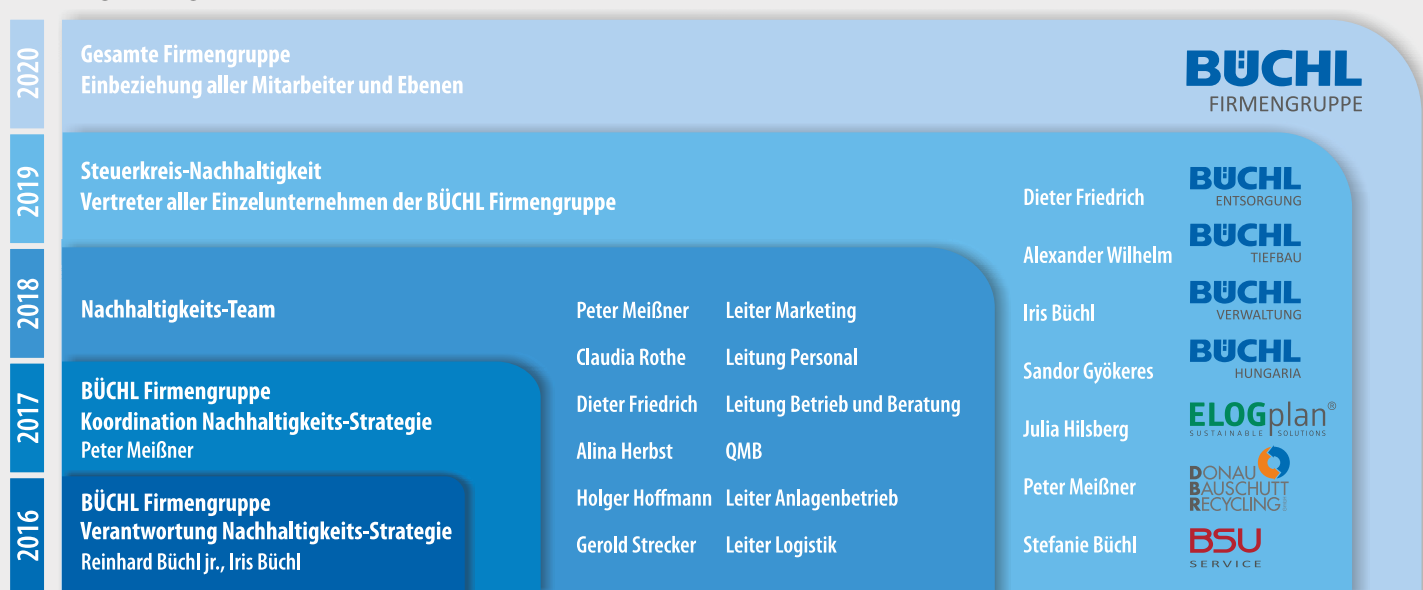 2020
Gesamte Firmengruppe
Einbeziehung aller Mitarbeiter und Ebenen
BÜCHL
FIRMENGRUPPE
2019
Steuerkreis-Nachhaltigkeit
Vertreter aller Einzelunternehmen der BÜCHL Firmengruppe
Dieter Friedrich
BÜCHL
ENTSORGUNG
Alexander Wilhelm
BÜCHL
TIEFBAU
Iris Büchl
BÜCHL
VERWALTUNG
Sandor Gyökeres
BÜCHL
HUNGARIA
Julia Hilsberg
ELOGplan®
SUSTAINABLE SOLUTIONS
Peter Meißner
DONAU
BAUSCHUTT
RECYCLING
Stefanie Büchl
BSU
SERVICE
2018
Nachhaltigkeits-Team
Peter Meißner Leiter Marketing
Claudia Rothe Leitung Personal
Dieter Friedrich Leitung Betrieb und Beratung
Alina Herbst QMB
Holger Hoffmann Leiter Anlagenbetrieb
Gerold Strecker Leiter Logistik
2017
BÜCHL Firmengruppe
Koordination Nachhaltigkeits-Strategie
Peter Meißner
2016
BÜCHL Firmengruppe
Verantwortung Nachhaltigkeits-Strategie
Reinhard Büchl jr., Iris Büchl